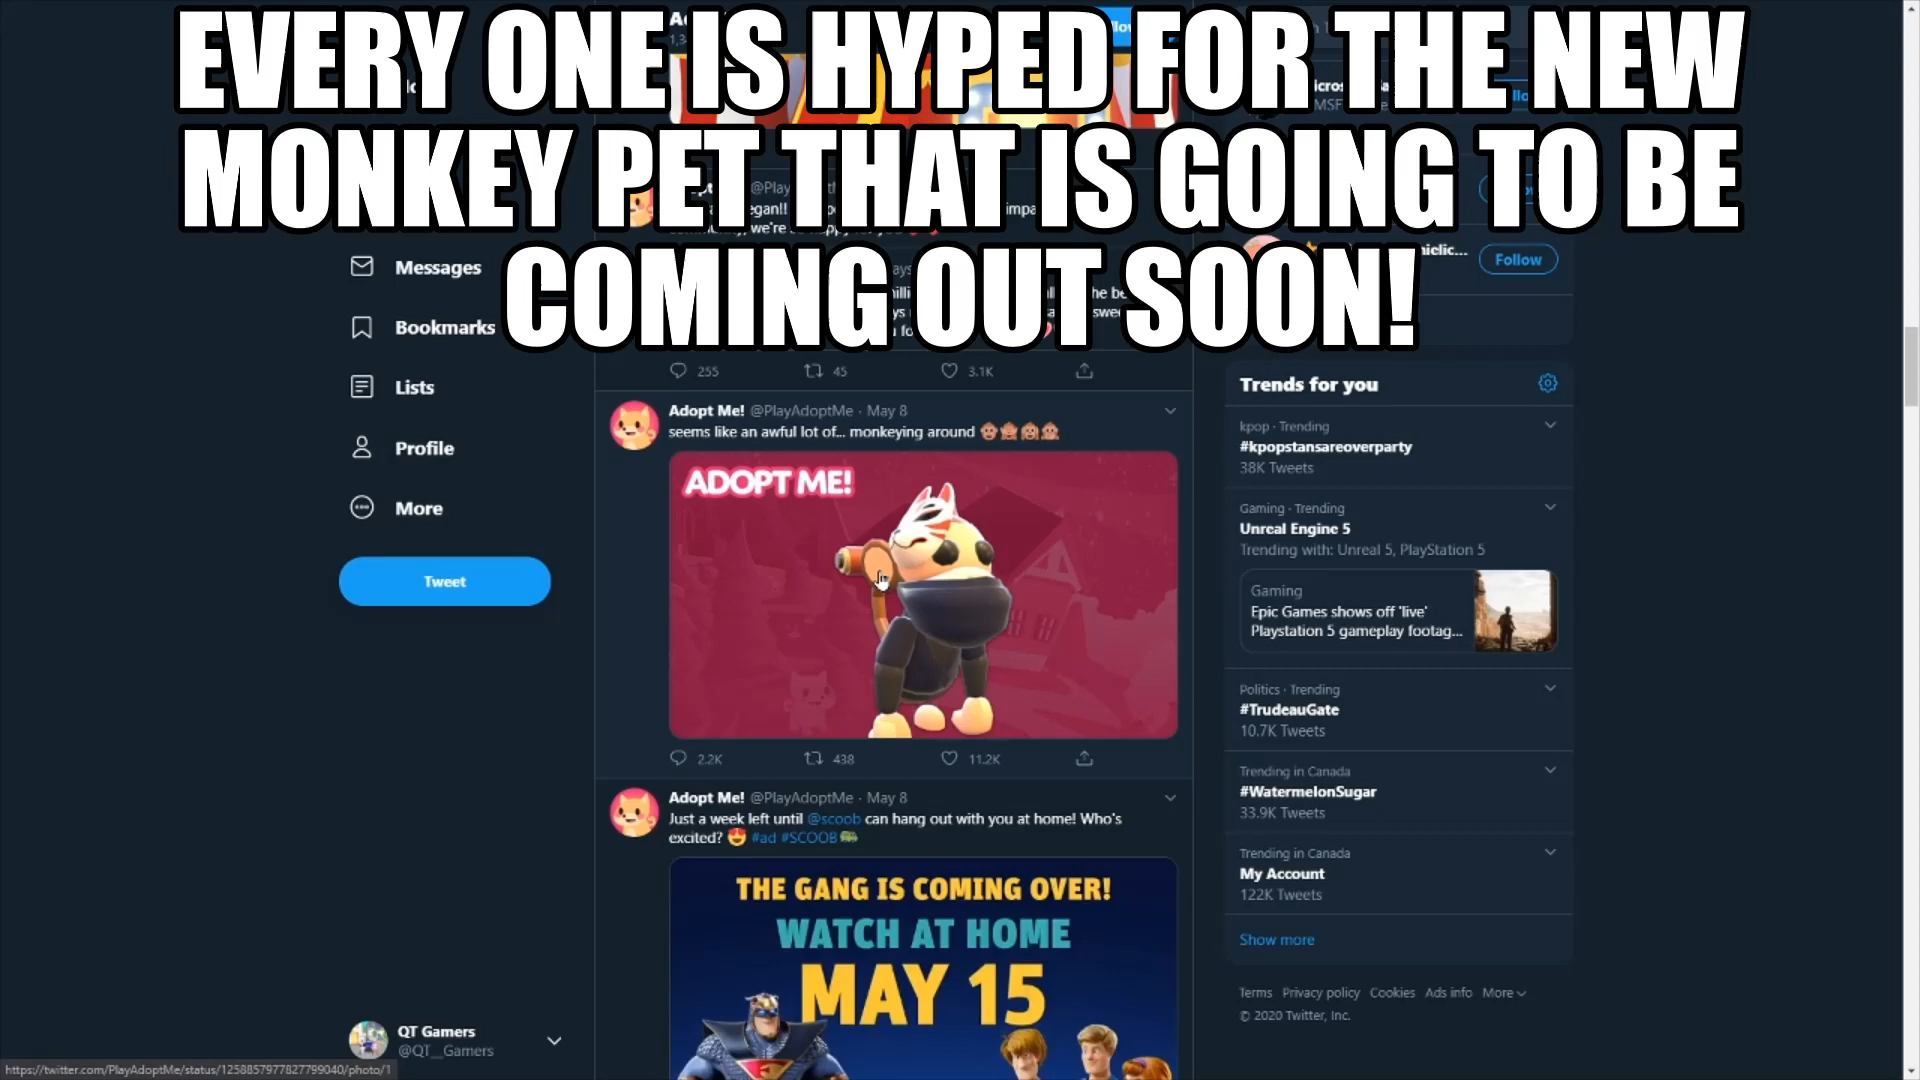 EVERY ONE IS HYPED FOR THE NEW
MONKEY PET THAT IS GOING TO BE
COMING OUT SOON!
Messages
Bookmarks
Lists
Profile
More
Tweet
255 45 3.1K
Adopt Me! @PlayAdoptMe · May 8
seems like an awful lot of... monkeying around
ADOPT ME!
2.2K 438 11.2K
Adopt Me! @PlayAdoptMe · May 8
Just a week left until @scoob can hang out with you at home! Who's
excited? #ad #SCOOB
THE GANG IS COMING OVER!
WATCH AT HOME
MAY 15
Follow
Trends for you
kpop · Trending
#kpopstansareoverparty
38K Tweets
Gaming · Trending
Unreal Engine 5
Trending with: Unreal 5, PlayStation 5
Gaming
Epic Games shows off 'live'
Playstation 5 gameplay footag...
Politics · Trending
#TrudeauGate
10.7K Tweets
Trending in Canada
#WatermelonSugar
33.9K Tweets
Trending in Canada
My Account
122K Tweets
Show more
Terms Privacy policy Cookies Ads info More
© 2020 Twitter, Inc.
QT Gamers
@QT__Gamers
https://twitter.com/PlayAdoptMe/status/1258857977827799040/photo/1